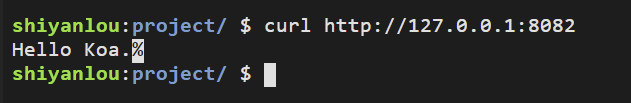 shiyanlou:project/ $ curl http://127.0.0.1:8082
Hello Koa.%
shiyanlou:project/ $